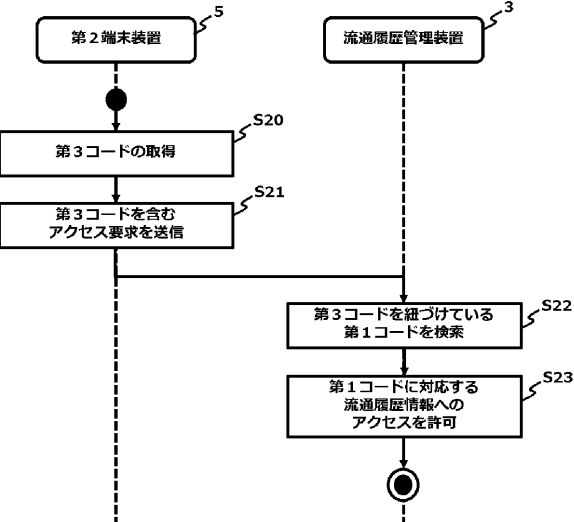 5
第２端末装置
3
流通履歴管理装置
S20
第３コードの取得
S21
第３コードを含む
アクセス要求を送信
S22
第３コードを紐づけている
第１コードを検索
S23
第１コードに対応する
流通履歴情報への
アクセスを許可